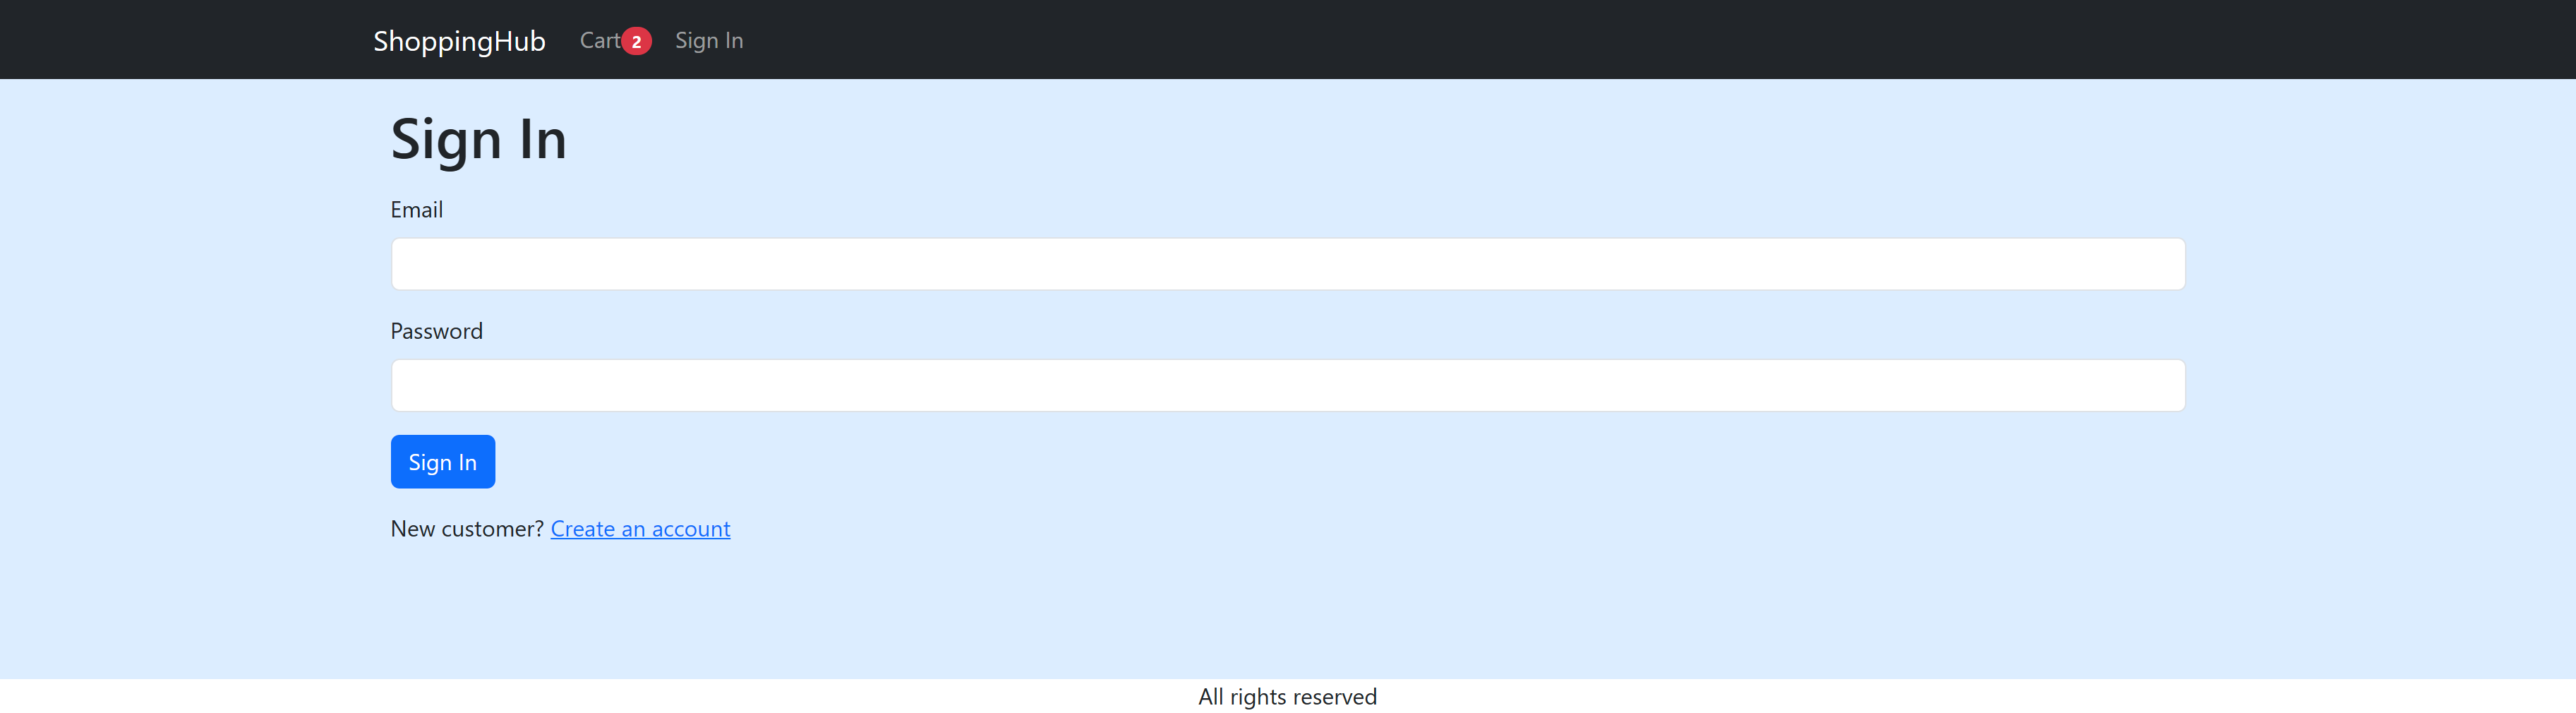 ShoppingHub Cart 2 Sign In
Sign In
Email
Password
Sign In
New customer? Create an account
All rights reserved